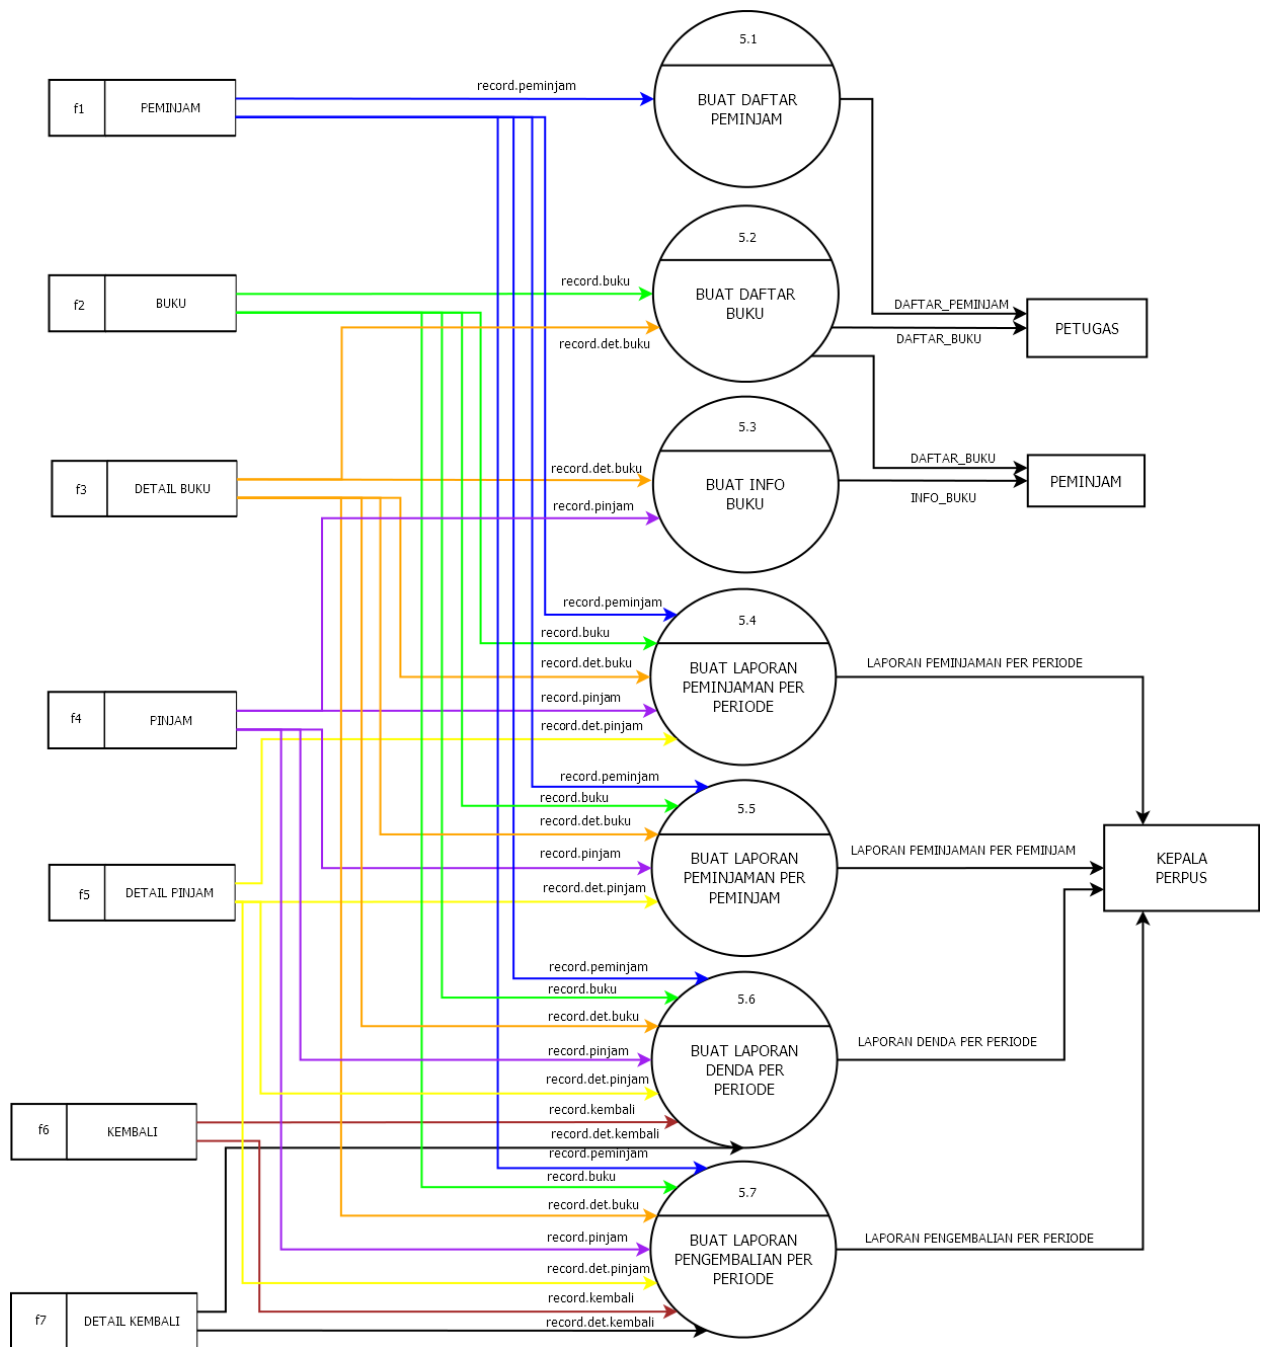 5.1
record.peminjam
f1
PEMINJAM
BUAT DAFTAR
PEMINJAM
5.2
record.buku
f2
BUKU
BUAT DAFTAR
BUKU
record.det.buku
DAFTAR_PEMINJAM
DAFTAR_BUKU
PETUGAS
5.3
record.det.buku
f3
DETAIL BUKU
BUAT INFO
BUKU
record.pinjam
DAFTAR_BUKU
INFO_BUKU
PEMINJAM
record.peminjam
5.4
record.buku
record.det.buku
BUAT LAPORAN
PEMINJAMAN PER
PERIODE
LAPORAN PEMINJAMAN PER PERIODE
record.pinjam
f4
PINJAM
record.det.pinjam
record.peminjam
record.buku
5.5
record.det.buku
record.pinjam
BUAT LAPORAN
PEMINJAMAN PER
PEMINJAM
LAPORAN PEMINJAMAN PER PEMINJAM
KEPALA
PERPUS
f5
DETAIL PINJAM
record.det.pinjam
record.peminjam
record.buku
5.6
record.det.buku
record.pinjam
BUAT LAPORAN
DENDA PER
PERIODE
LAPORAN DENDA PER PERIODE
record.det.pinjam
record.kembali
f6
KEMBALI
record.det.kembali
record.peminjam
record.buku
5.7
record.det.buku
record.pinjam
BUAT LAPORAN
PENGEMBALIAN PER
PERIODE
LAPORAN PENGEMBALIAN PER PERIODE
record.det.pinjam
record.kembali
f7
DETAIL KEMBALI
record.det.kembali